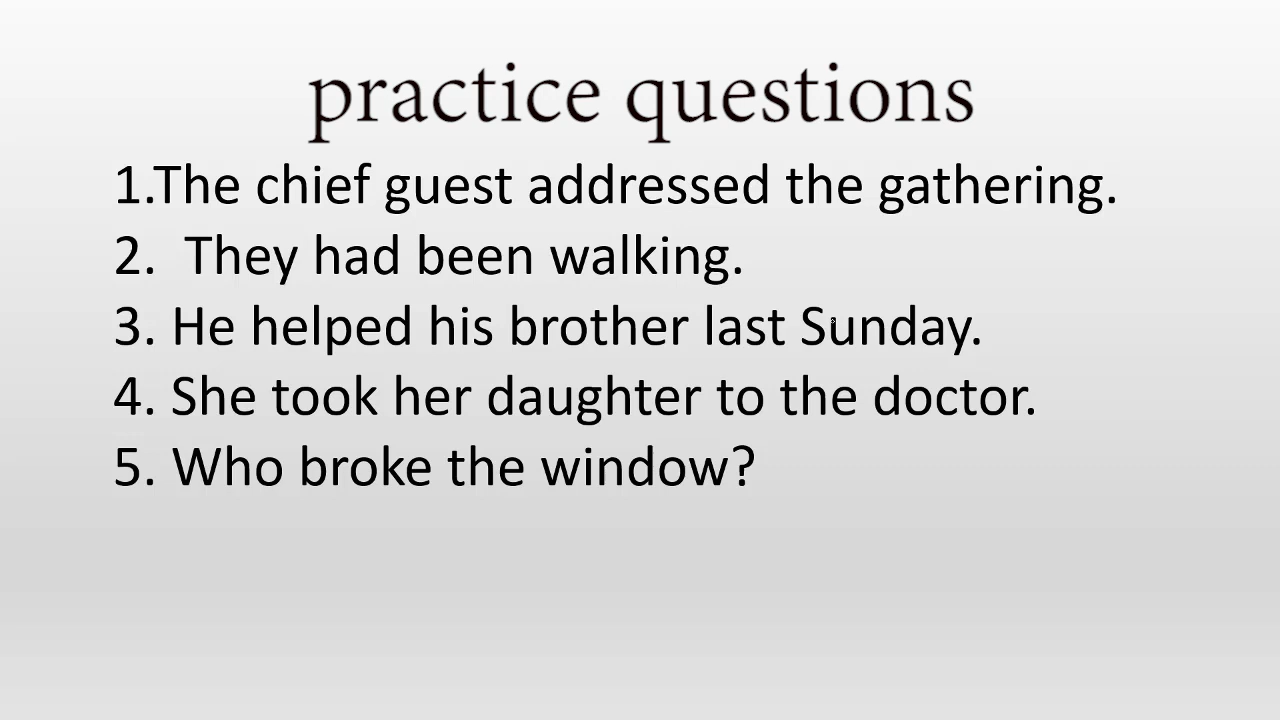 practice questions
1.The chief guest addressed the gathering.
2.  They had been walking.
3. He helped his brother last Sunday.
4. She took her daughter to the doctor.
5. Who broke the window?